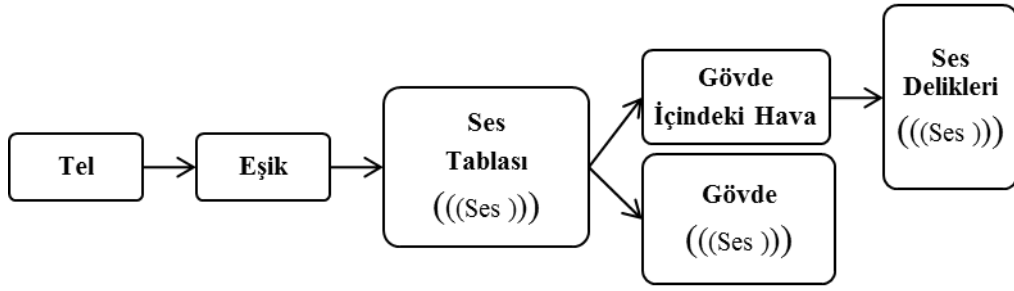 Tel
Eşik
Ses
Tablası
(((Ses )))
Gövde
İçindeki Hava
Gövde
(((Ses )))
Ses
Delikleri
(((Ses )))